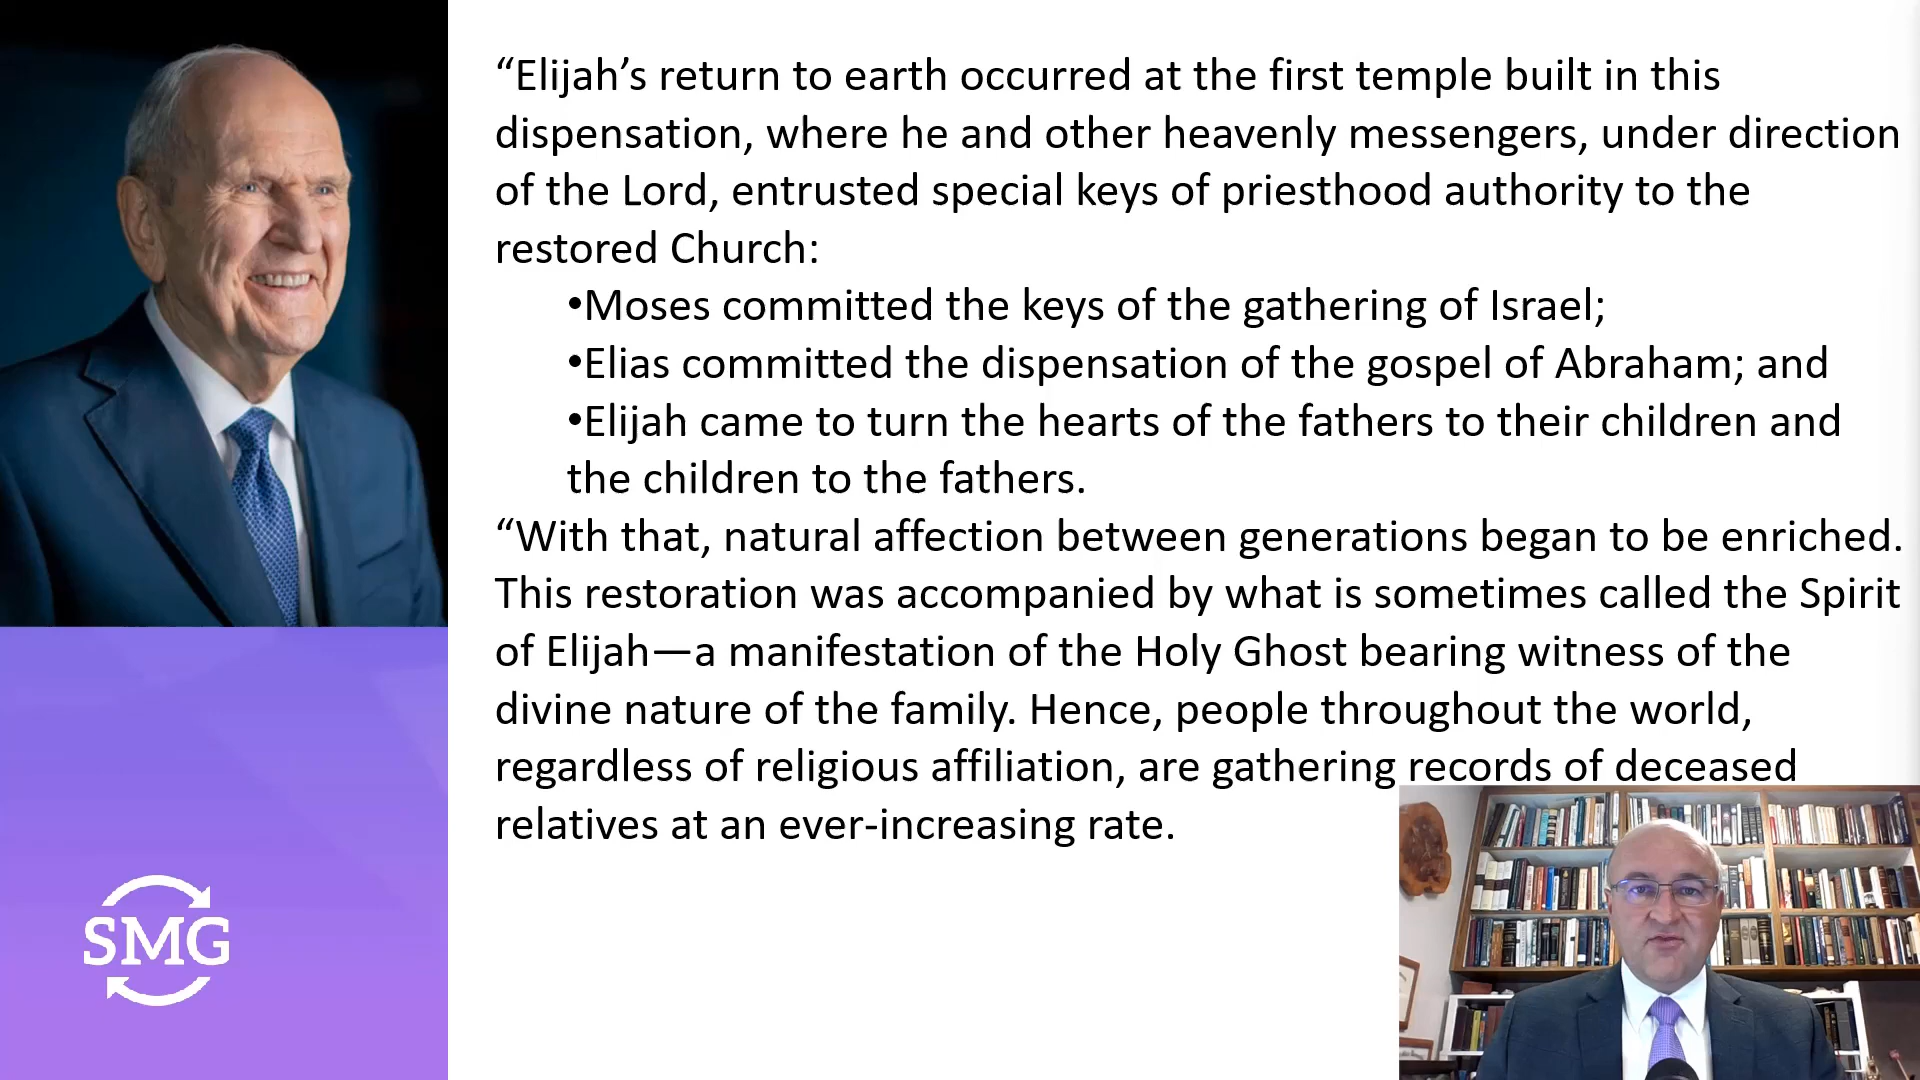 “Elijah’s return to earth occurred at the first temple built in this
dispensation, where he and other heavenly messengers, under direction
of the Lord, entrusted special keys of priesthood authority to the
restored Church:
•Moses committed the keys of the gathering of Israel;
•Elias committed the dispensation of the gospel of Abraham; and
•Elijah came to turn the hearts of the fathers to their children and
the children to the fathers.
“With that, natural affection between generations began to be enriched.
This restoration was accompanied by what is sometimes called the Spirit
of Elijah—a manifestation of the Holy Ghost bearing witness of the
divine nature of the family. Hence, people throughout the world,
regardless of religious affiliation, are gathering records of deceased
relatives at an ever-increasing rate.
SMG